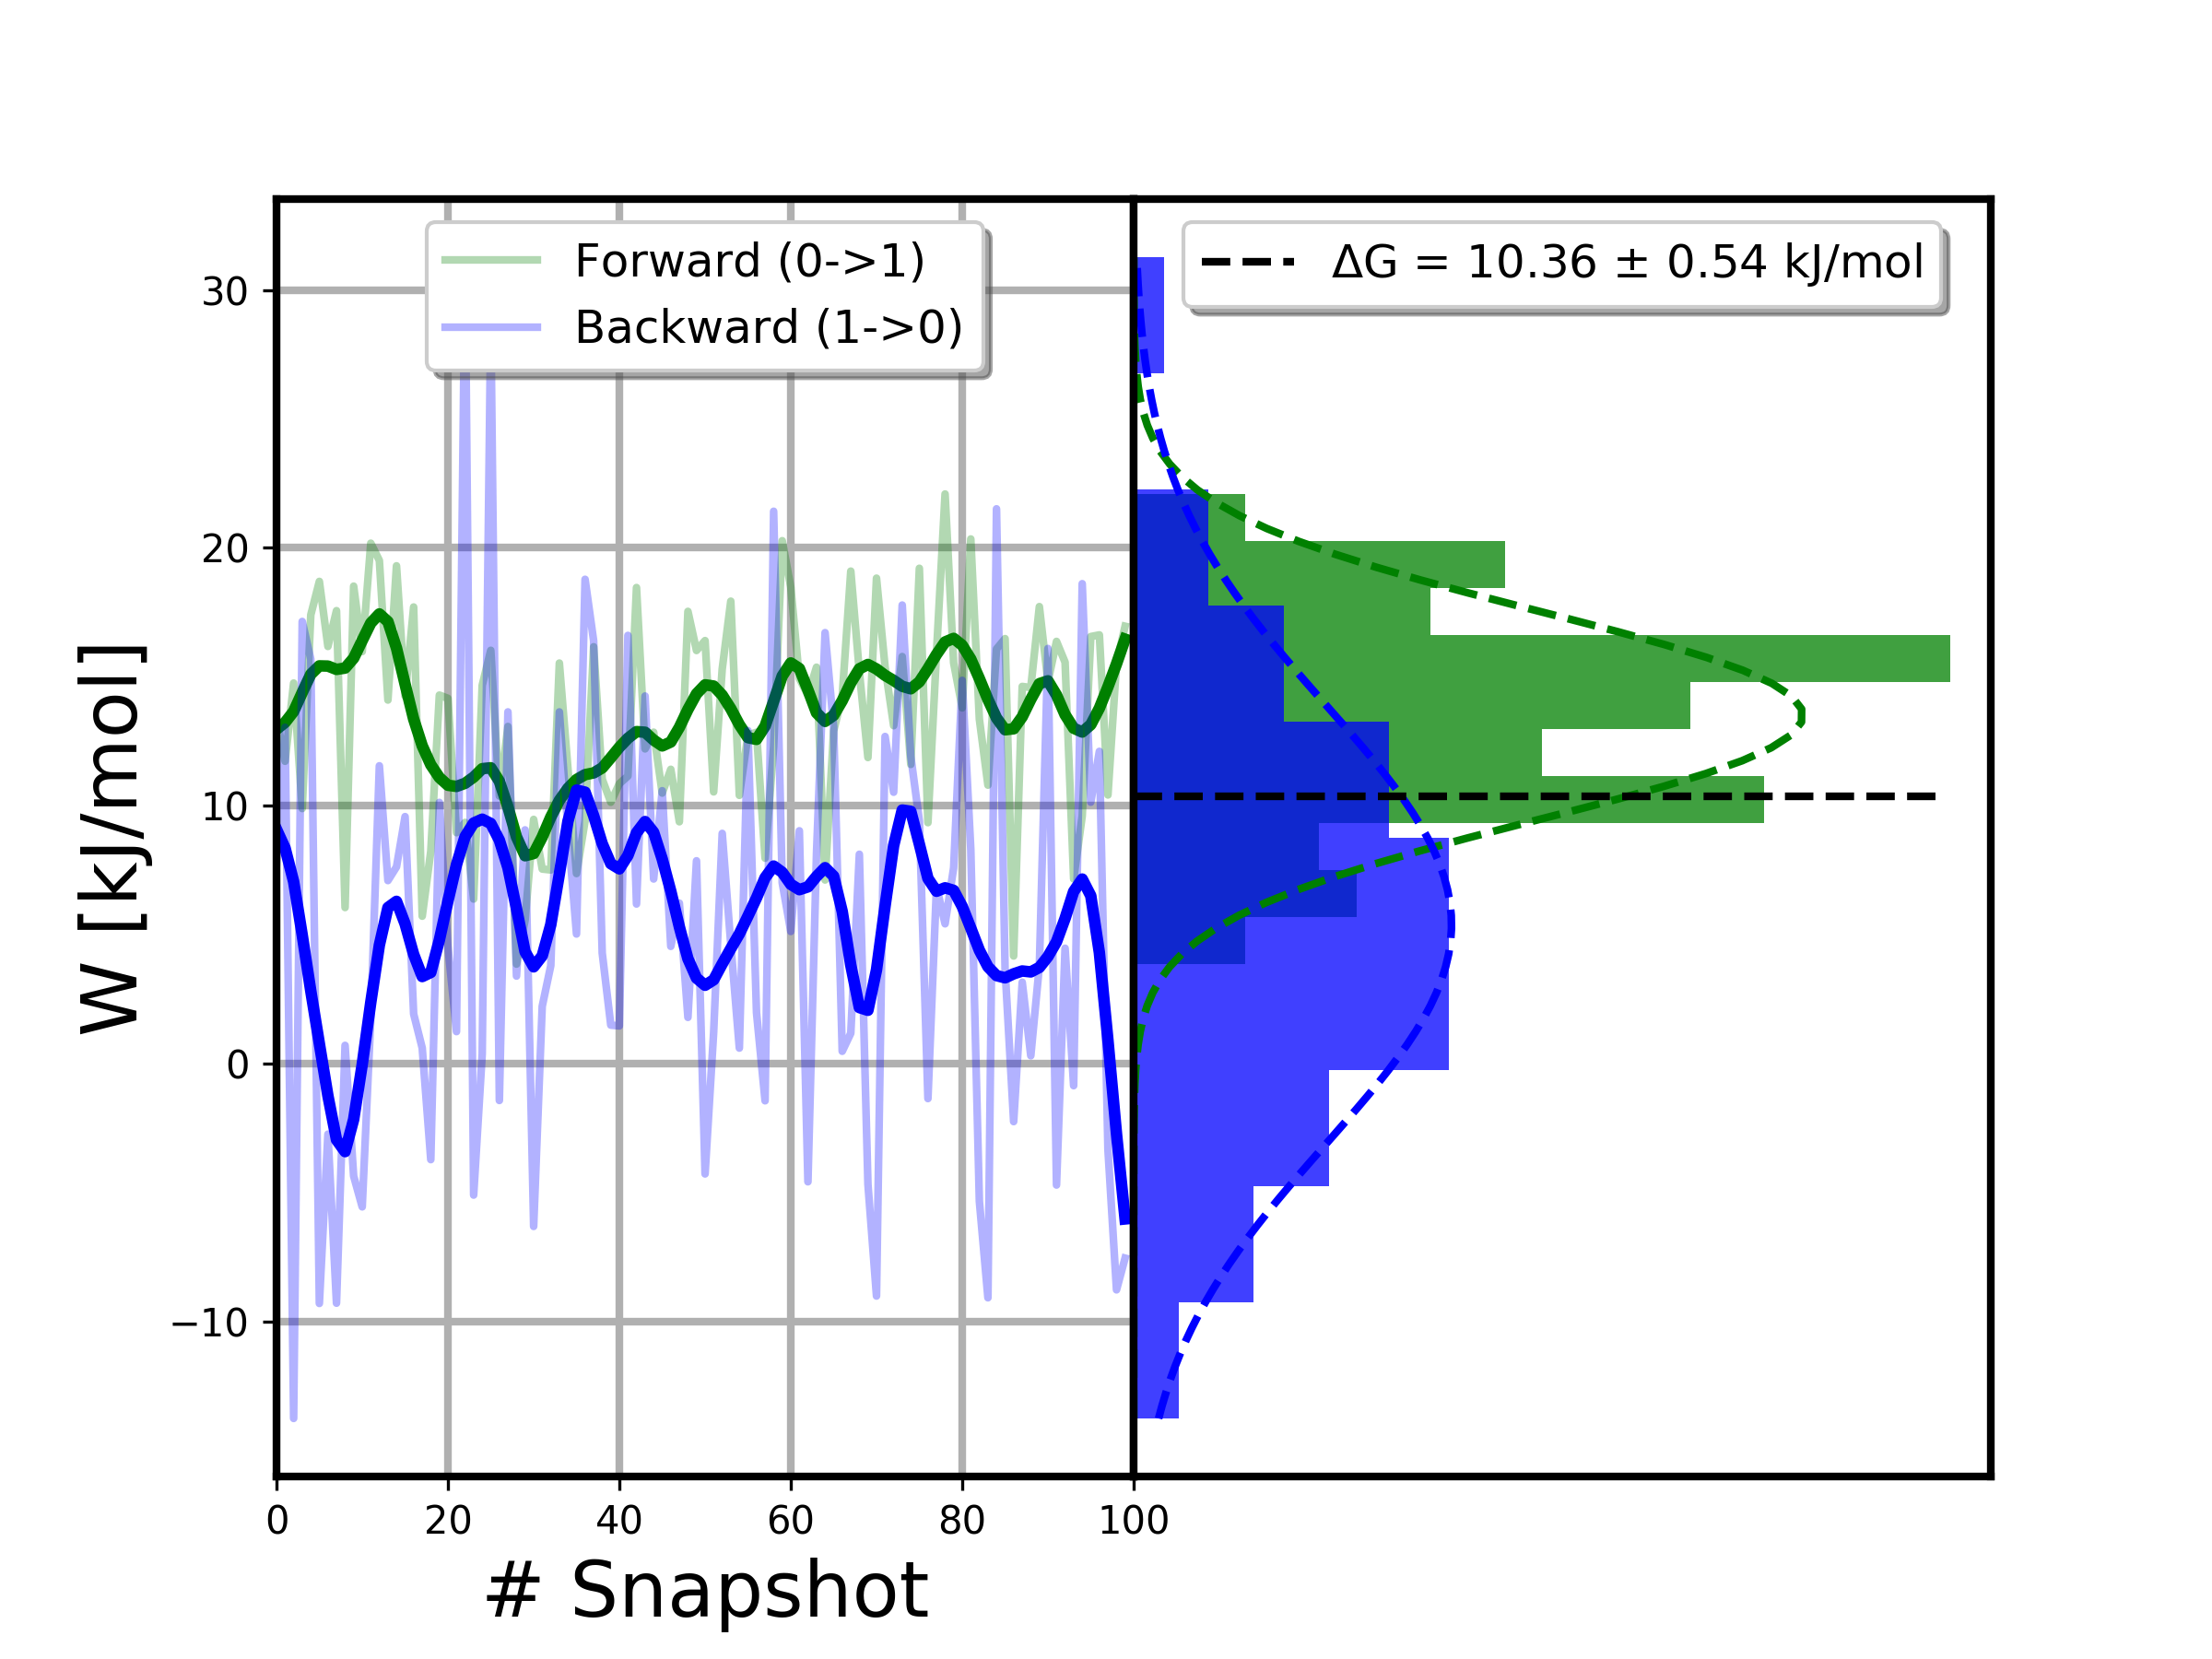 Forward (0->1)
Backward (1->0)
ΔG = 10.36 ± 0.54 kJ/mol
30
20
10
0
−10
W [kJ/mol]
0 20 40 60 80 100
# Snapshot